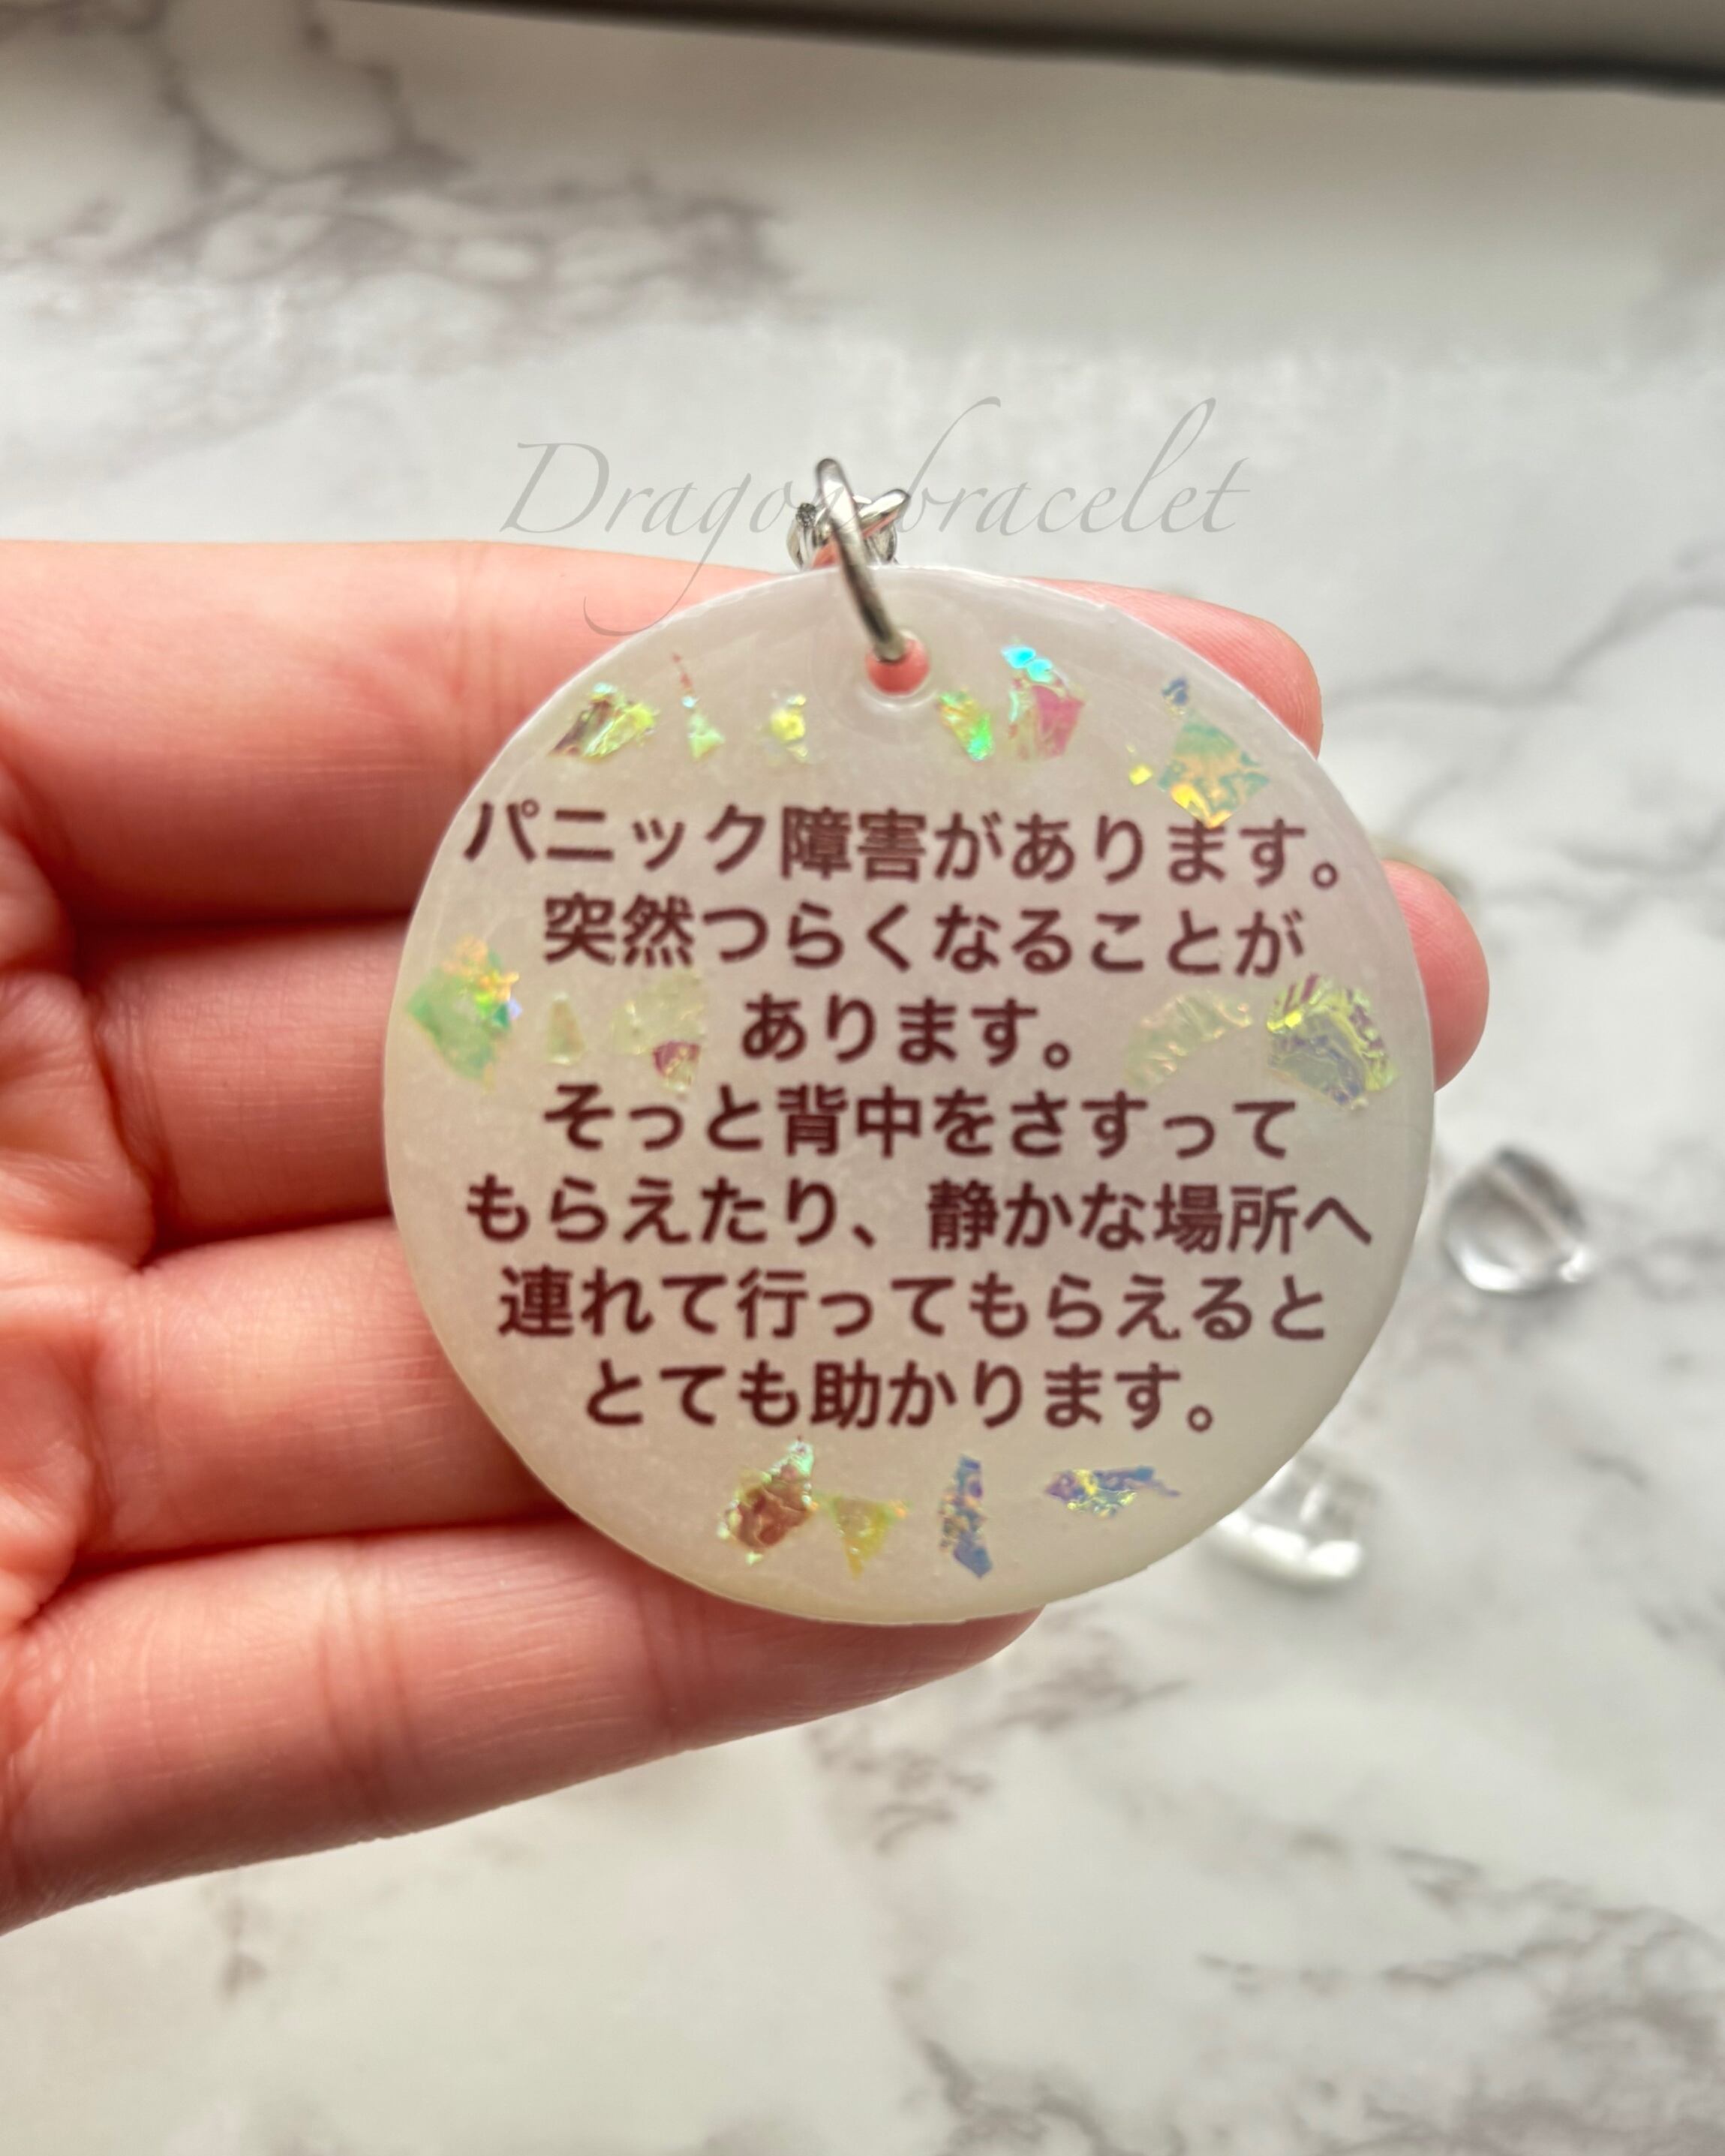 Dragon bracelet
パニック障害があります。
突然つらくなることが
あります。
そっと背中をさすって
もらえたり、静かな場所へ
連れて行ってもらえると
とても助かります。